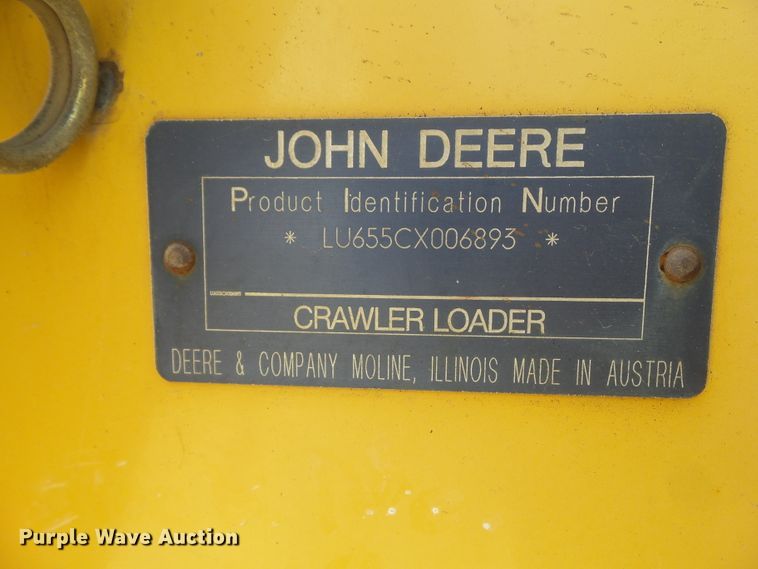 JOHN DEERE
Product Identification Number
* LU655CX006893 *
CRAWLER LOADER
DEERE & COMPANY MOLINE, ILLINOIS MADE IN AUSTRIA
Purple Wave Auction